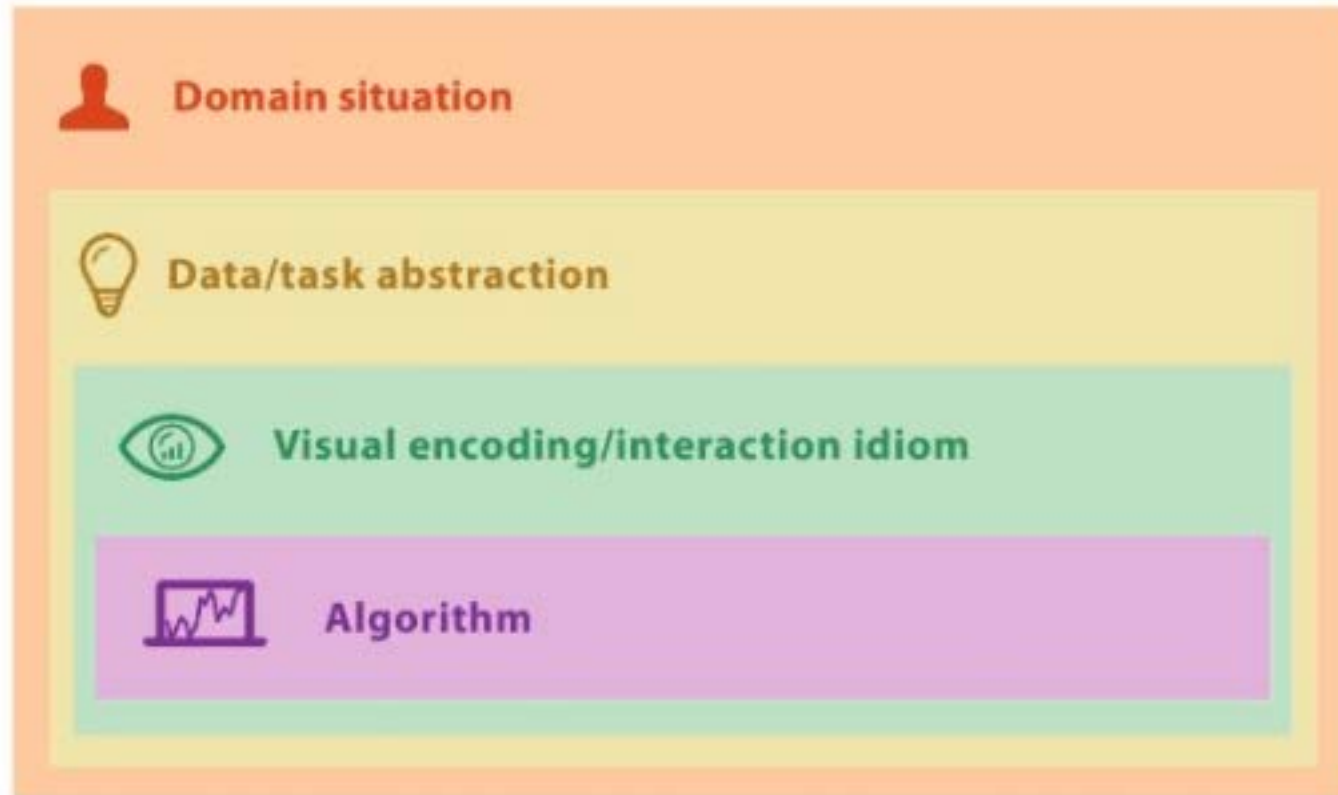 Domain situation
Data/task abstraction
Visual encoding/interaction idiom
Algorithm